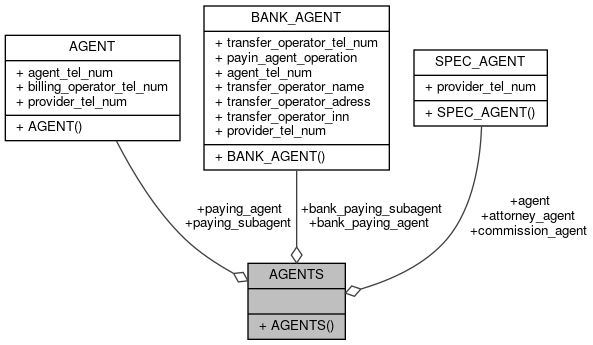 AGENT
+ agent_tel_num
+ billing_operator_tel_num
+ provider_tel_num
+ AGENT()
BANK_AGENT
+ transfer_operator_tel_num
+ payin_agent_operation
+ agent_tel_num
+ transfer_operator_name
+ transfer_operator_adress
+ transfer_operator_inn
+ provider_tel_num
+ BANK_AGENT()
SPEC_AGENT
+ provider_tel_num
+ SPEC_AGENT()
+paying_agent
+paying_subagent
+bank_paying_subagent
+bank_paying_agent
+agent
+attorney_agent
+commission_agent
AGENTS
+ AGENTS()